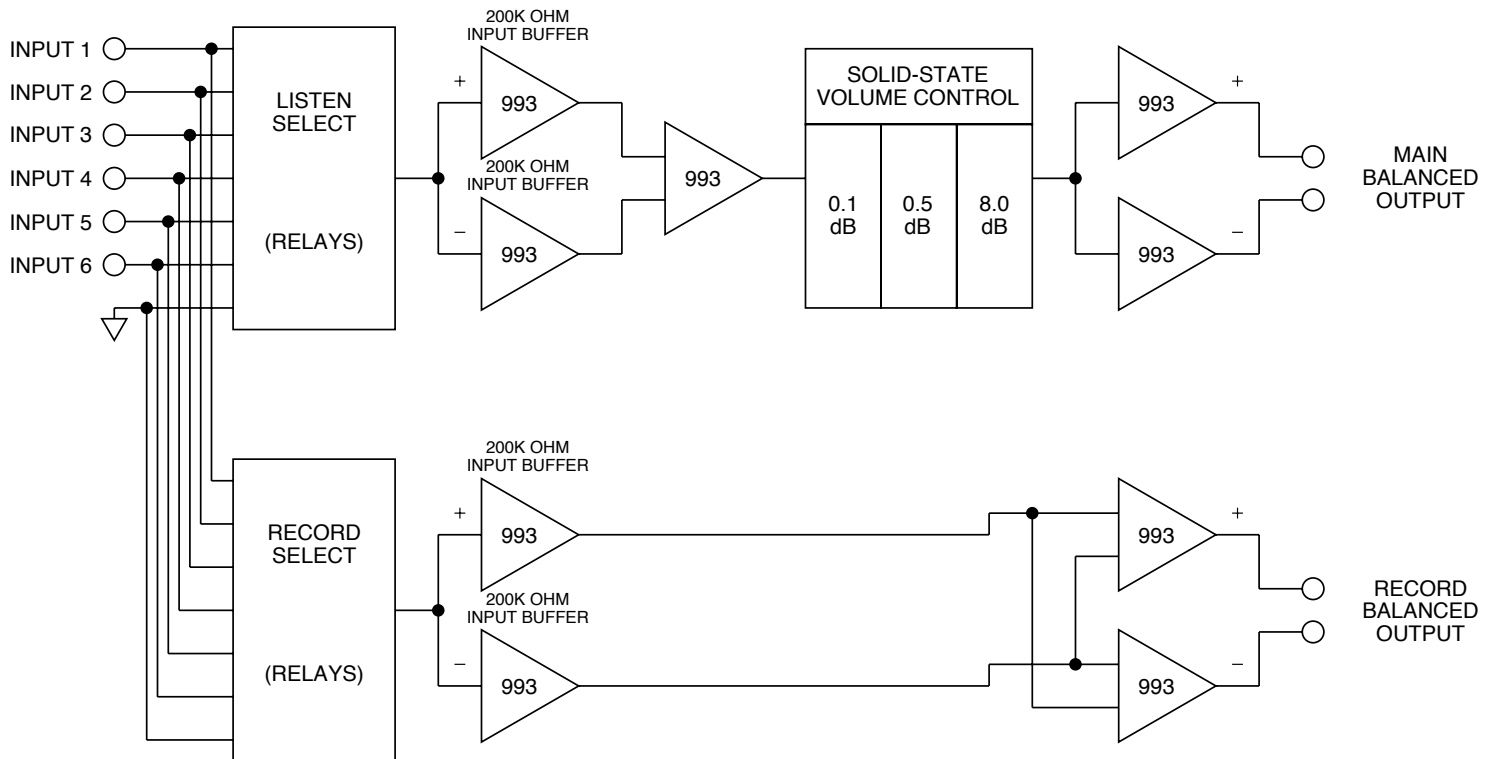 INPUT 1
INPUT 2
INPUT 3
INPUT 4
INPUT 5
INPUT 6
LISTEN
SELECT
(RELAYS)
200K OHM
INPUT BUFFER
+
993
200K OHM
INPUT BUFFER
−
993
993
SOLID-STATE
VOLUME CONTROL
0.1
dB
0.5
dB
8.0
dB
993
+
993
−
MAIN
BALANCED
OUTPUT
RECORD
SELECT
(RELAYS)
200K OHM
INPUT BUFFER
+
993
200K OHM
INPUT BUFFER
−
993
993
+
993
−
RECORD
BALANCED
OUTPUT